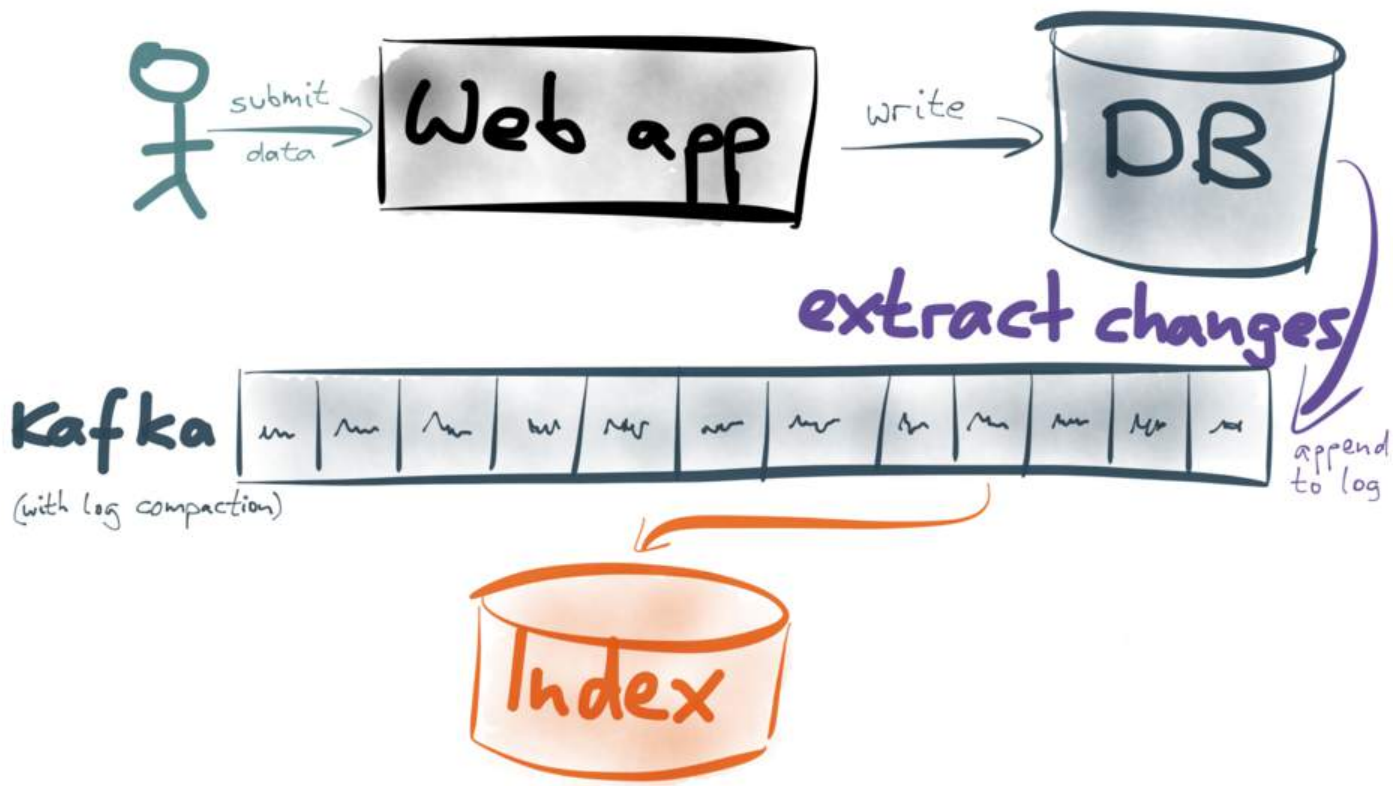 submit
data
Web app
write
DB
extract changes
Kafka
(with log compaction)
append
to log
Index